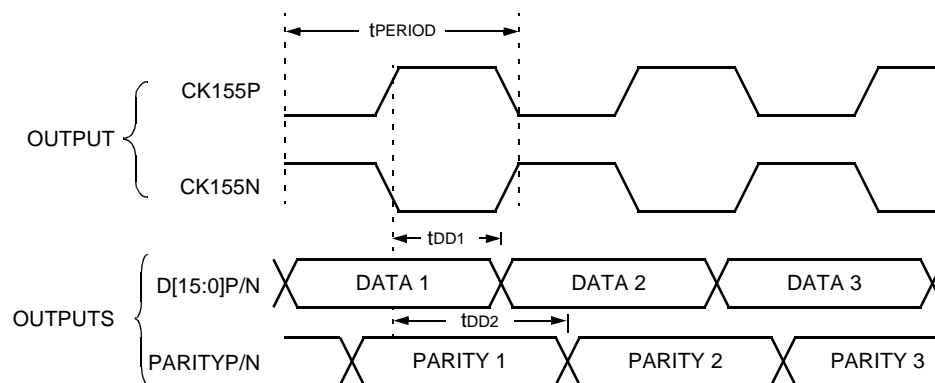 tPERIOD
CK155P
OUTPUT
CK155N
tDD1
D[15:0]P/N
DATA 1
DATA 2
DATA 3
OUTPUTS
tDD2
PARITYP/N
PARITY 1
PARITY 2
PARITY 3